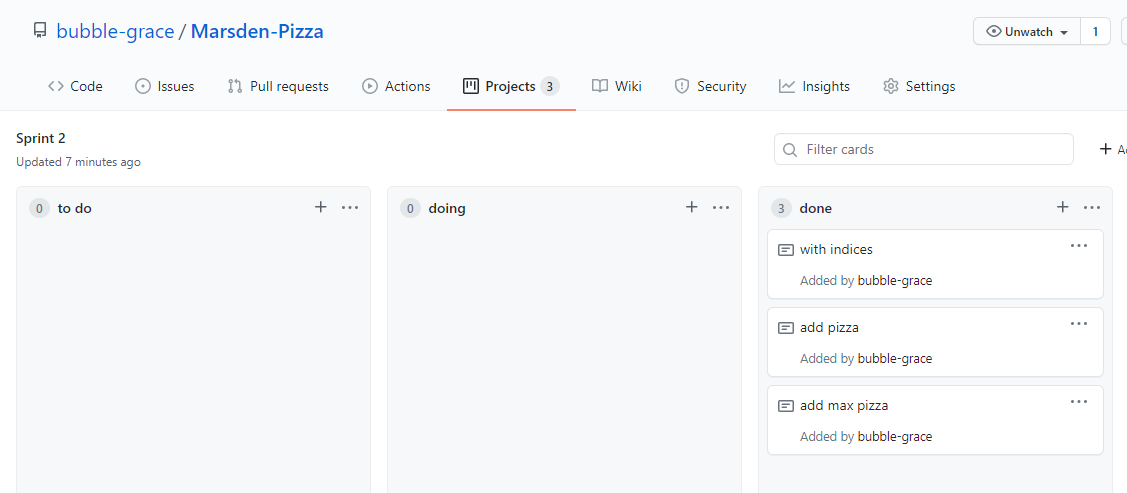 bubble-grace / Marsden-Pizza
Unwatch 1
Code Issues Pull requests Actions Projects 3 Wiki Security Insights Settings
Sprint 2
Updated 7 minutes ago
Filter cards
0 to do
0 doing
3 done
with indices
Added by bubble-grace
add pizza
Added by bubble-grace
add max pizza
Added by bubble-grace